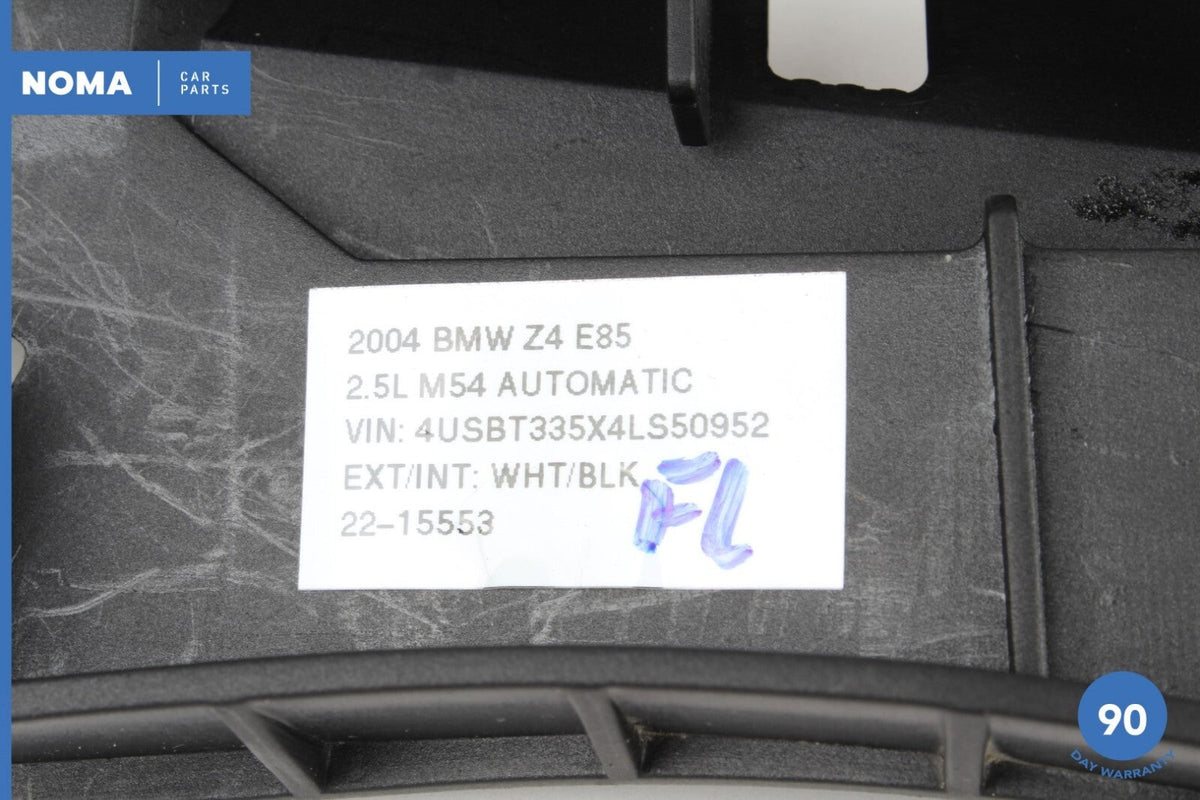 NOMA CAR PARTS
2004 BMW Z4 E85
2.5L M54 AUTOMATIC
VIN: 4USBT335X4LS50952
EXT/INT: WHT/BLK
22-15553
FL
90
DAY WARRANTY